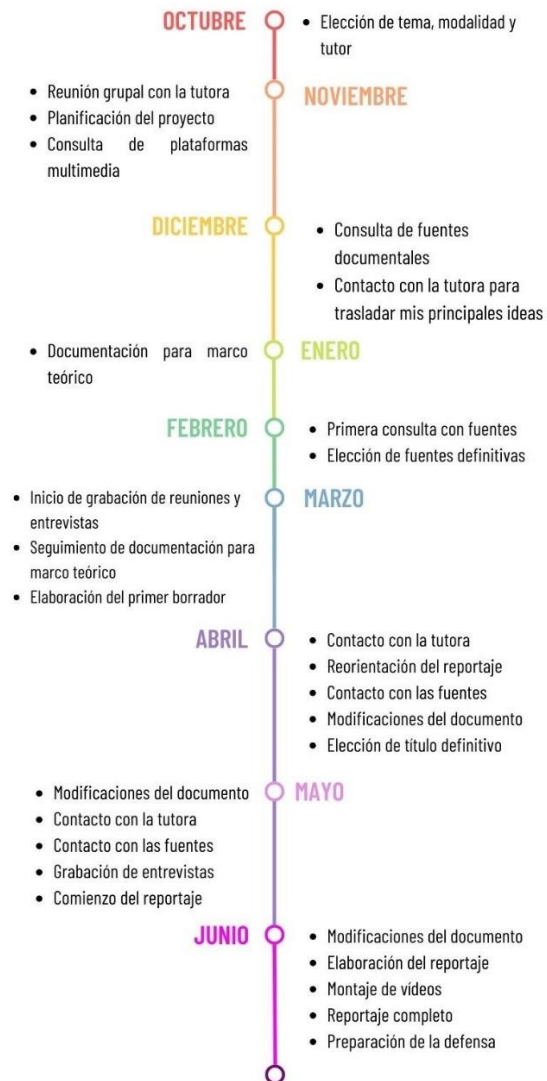 OCTUBRE
• Elección de tema, modalidad y
tutor
• Reunión grupal con la tutora
• Planificación del proyecto
• Consulta de plataformas
multimedia
NOVIEMBRE
DICIEMBRE
• Consulta de fuentes
documentales
• Contacto con la tutora para
trasladar mis principales ideas
• Documentación para marco
teórico
ENERO
FEBRERO
• Primera consulta con fuentes
• Elección de fuentes definitivas
• Inicio de grabación de reuniones y
entrevistas
• Seguimiento de documentación para
marco teórico
• Elaboración del primer borrador
MARZO
ABRIL
• Contacto con la tutora
• Reorientación del reportaje
• Contacto con las fuentes
• Modificaciones del documento
• Elección de título definitivo
• Modificaciones del documento
• Contacto con la tutora
• Contacto con las fuentes
• Grabación de entrevistas
• Comienzo del reportaje
MAYO
JUNIO
• Modificaciones del documento
• Elaboración del reportaje
• Montaje de vídeos
• Reportaje completo
• Preparación de la defensa